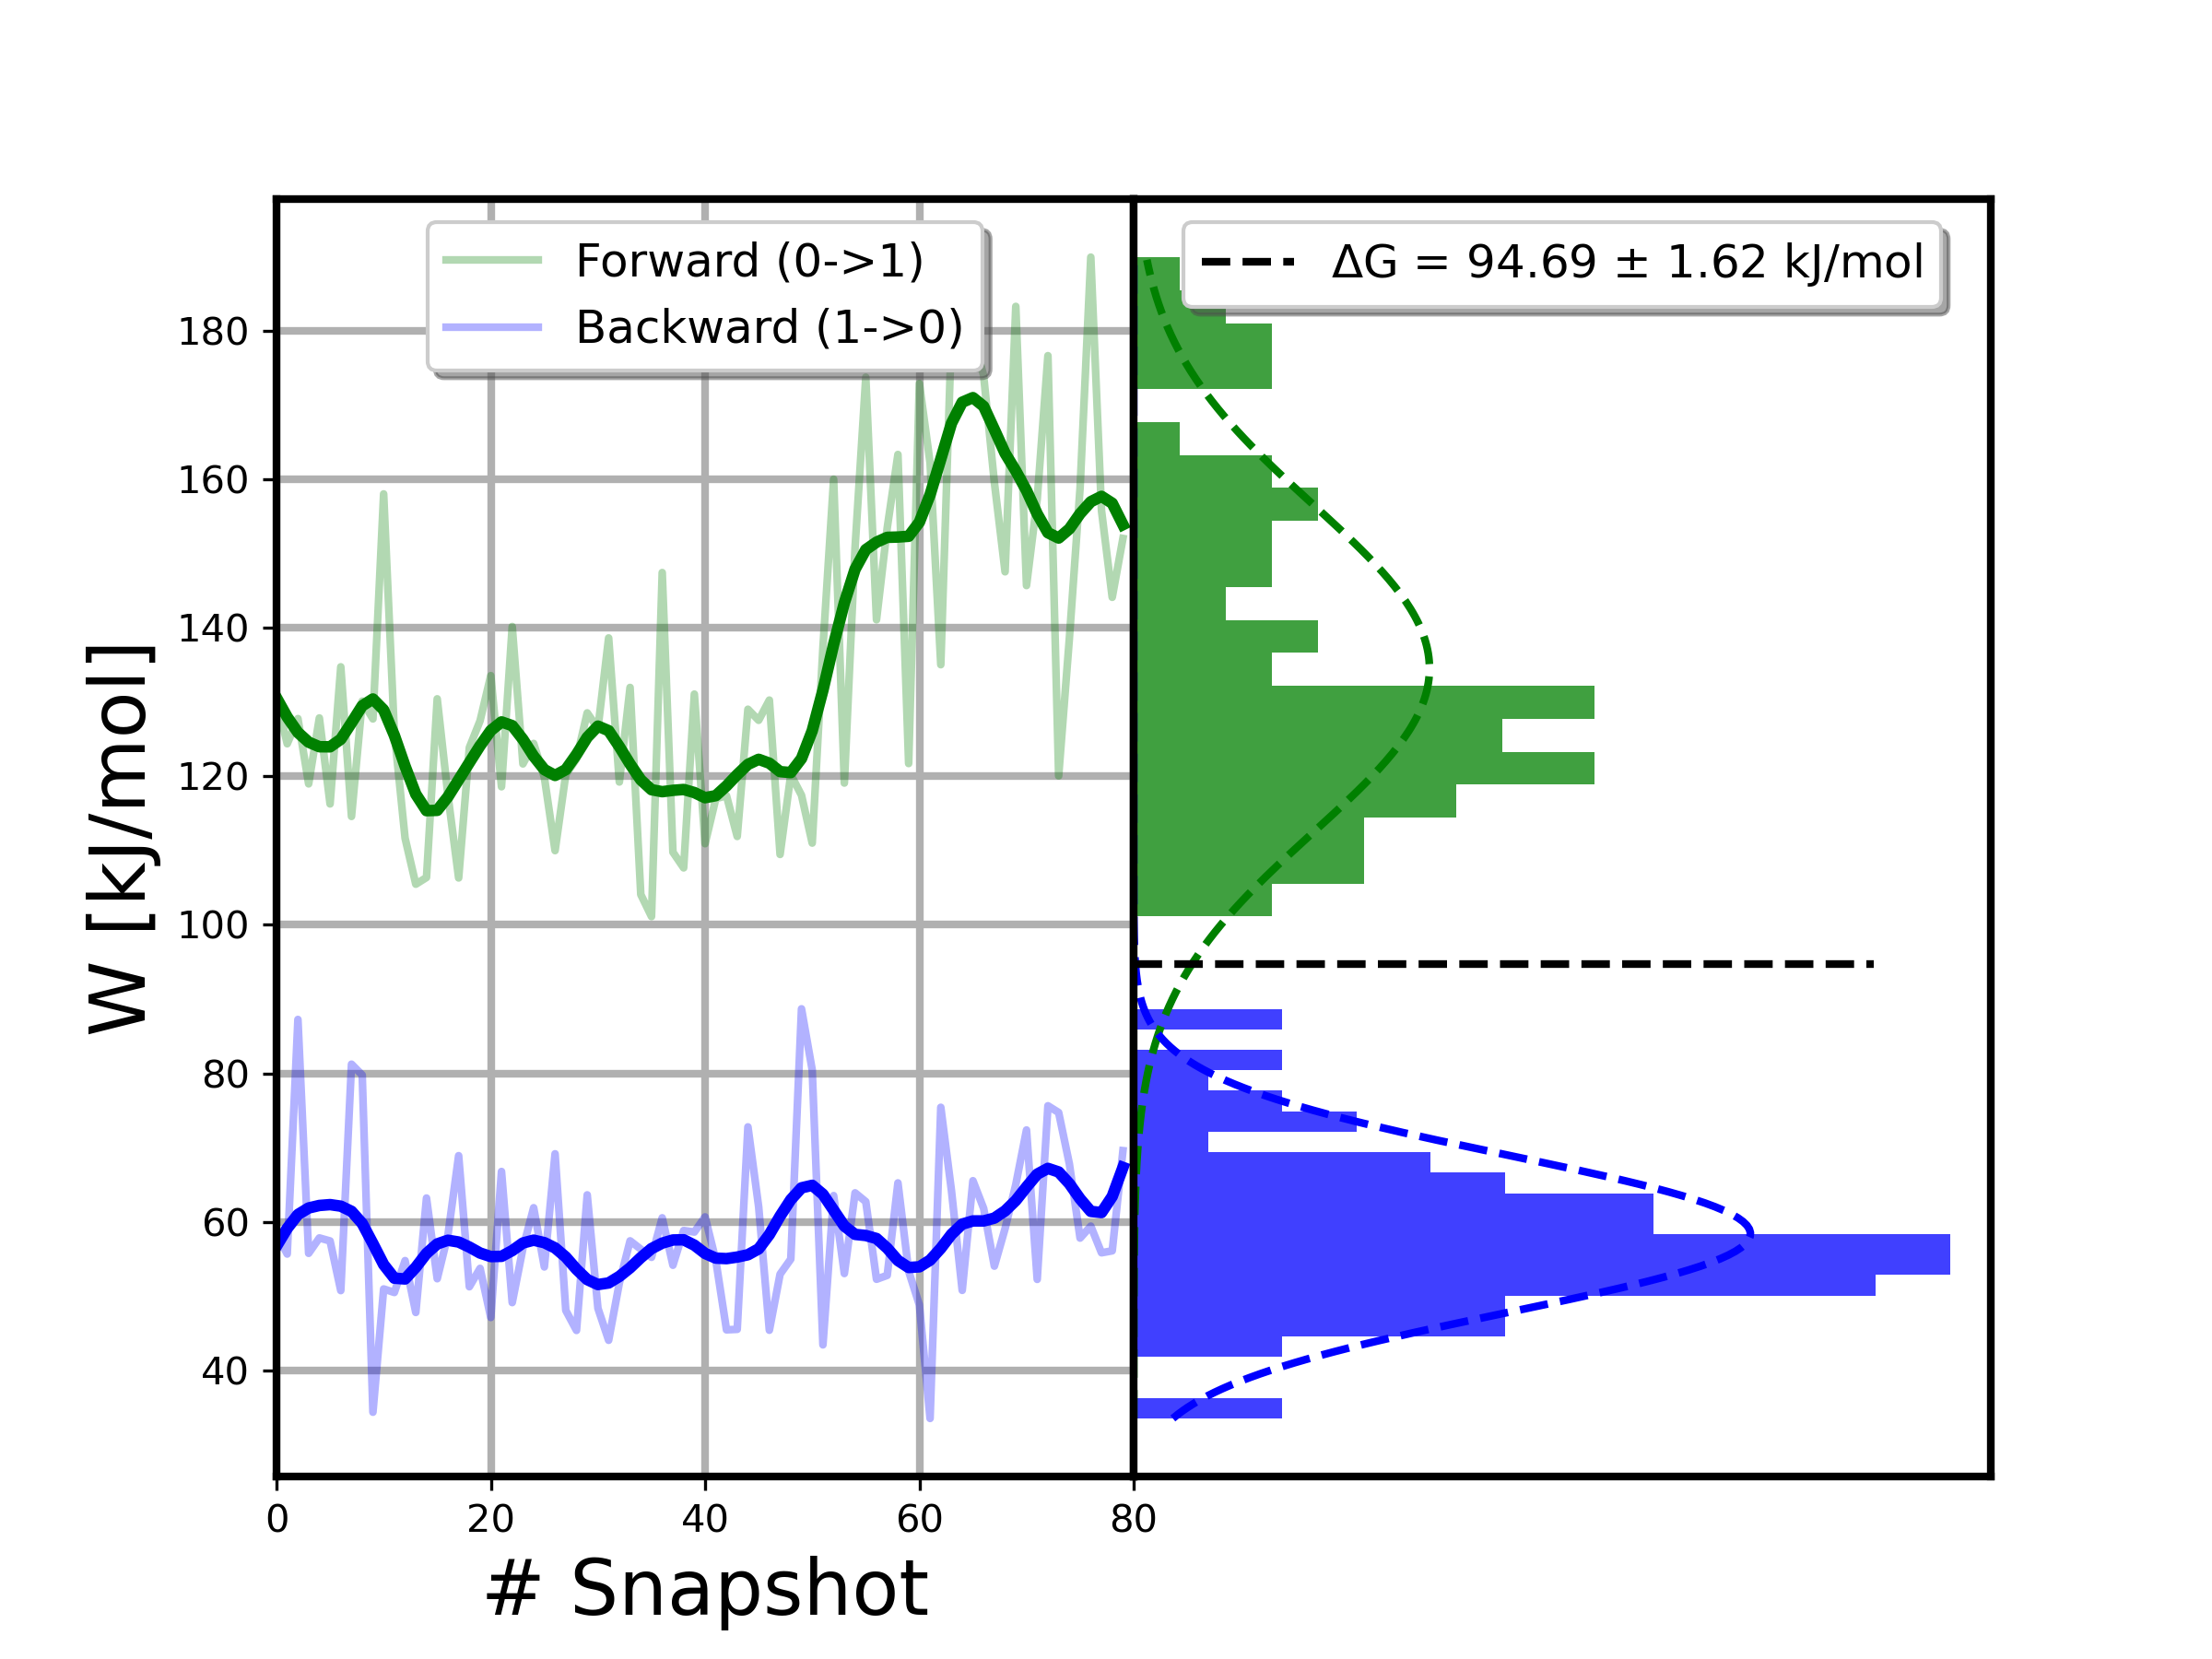 Forward (0->1)
Backward (1->0)
ΔG = 94.69 ± 1.62 kJ/mol
W [kJ/mol]
180
160
140
120
100
80
60
40
0 20 40 60 80
# Snapshot